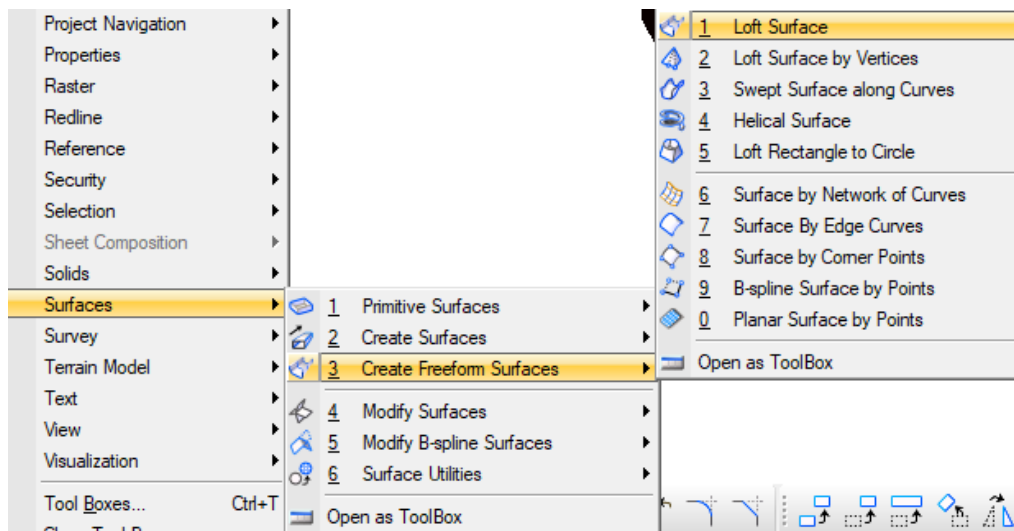 Project Navigation
Properties
Raster
Redline
Reference
Security
Selection
Sheet Composition
Solids
Surfaces
Survey
Terrain Model
Text
View
Visualization
Tool Boxes... Ctrl+T
1 Primitive Surfaces
2 Create Surfaces
3 Create Freeform Surfaces
4 Modify Surfaces
5 Modify B-spline Surfaces
6 Surface Utilities
Open as ToolBox
1 Loft Surface
2 Loft Surface by Vertices
3 Swept Surface along Curves
4 Helical Surface
5 Loft Rectangle to Circle
6 Surface by Network of Curves
7 Surface By Edge Curves
8 Surface by Corner Points
9 B-spline Surface by Points
0 Planar Surface by Points
Open as ToolBox